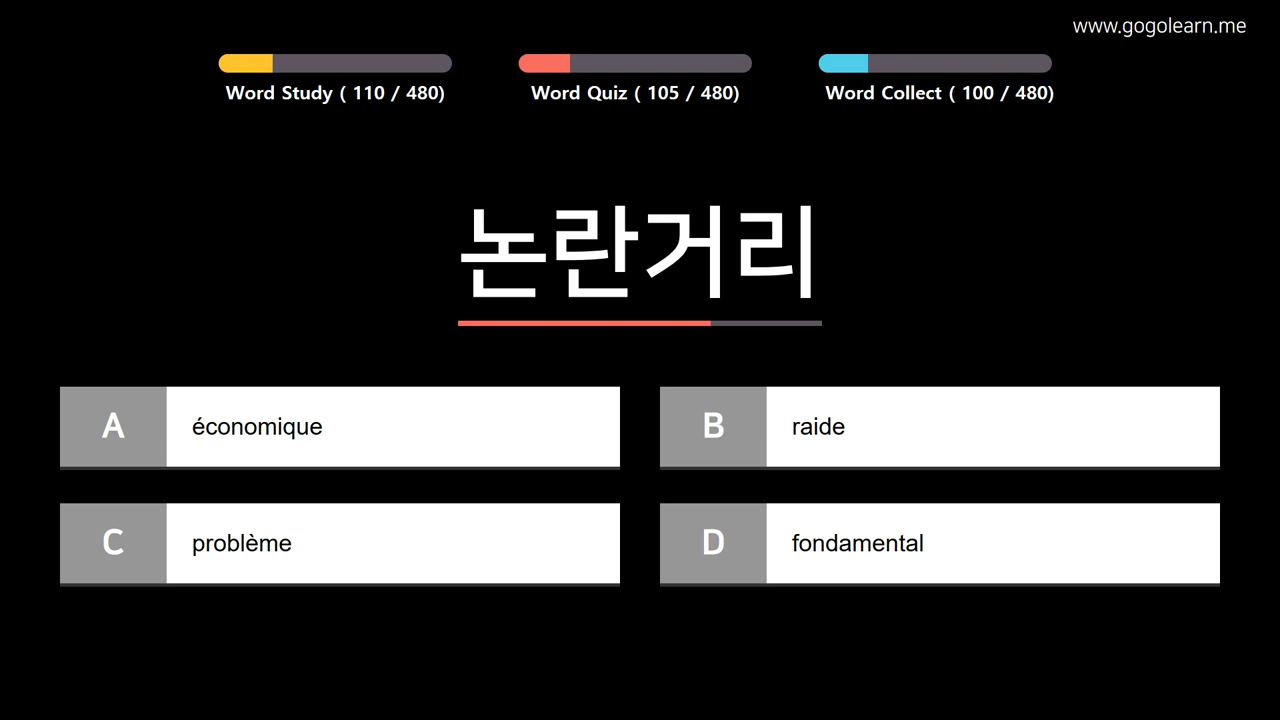 www.gogolearn.me
Word Study ( 110 / 480)
Word Quiz ( 105 / 480)
Word Collect ( 100 / 480)
논란거리
A économique
B raide
C problème
D fondamental